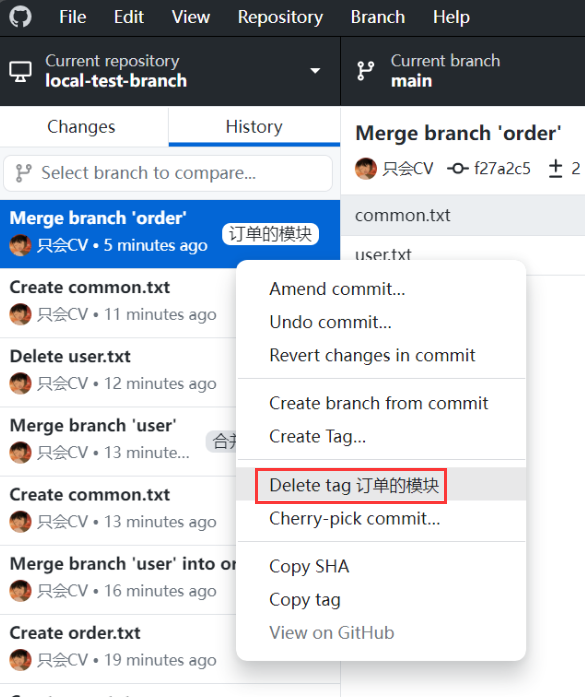 File Edit View Repository Branch Help
Current repository
local-test-branch
Current branch
main
Changes
History
Select branch to compare...
Merge branch 'order'
只会CV • 5 minutes ago
订单的模块
Create common.txt
只会CV • 11 minutes ago
Delete user.txt
只会CV • 12 minutes ago
Merge branch 'user'
只会CV • 13 minute...
合并
Create common.txt
只会CV • 13 minutes ago
Merge branch 'user' into or
只会CV • 16 minutes ago
Create order.txt
只会CV • 19 minutes ago
Merge branch 'order'
只会CV f27a2c5 2
common.txt
user.txt
Amend commit...
Undo commit...
Revert changes in commit
Create branch from commit
Create Tag...
Delete tag 订单的模块
Cherry-pick commit...
Copy SHA
Copy tag
View on GitHub